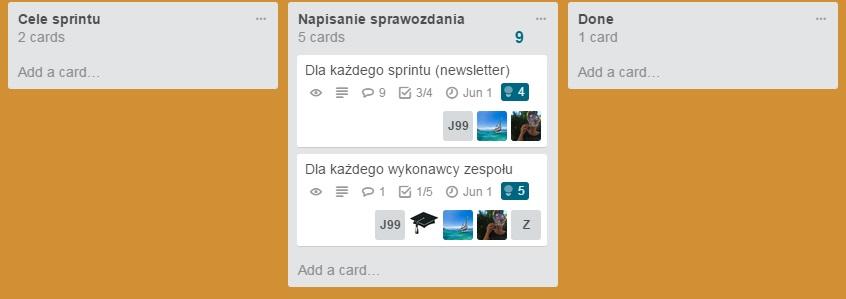 Cele sprintu
2 cards
Add a card…
Napisanie sprawozdania
5 cards
9
Dla każdego sprintu (newsletter)
9 3/4 Jun 1 4
J99
Dla każdego wykonawcy zespołu
1 1/5 Jun 1 5
J99 Z
Add a card…
Done
1 card
Add a card…